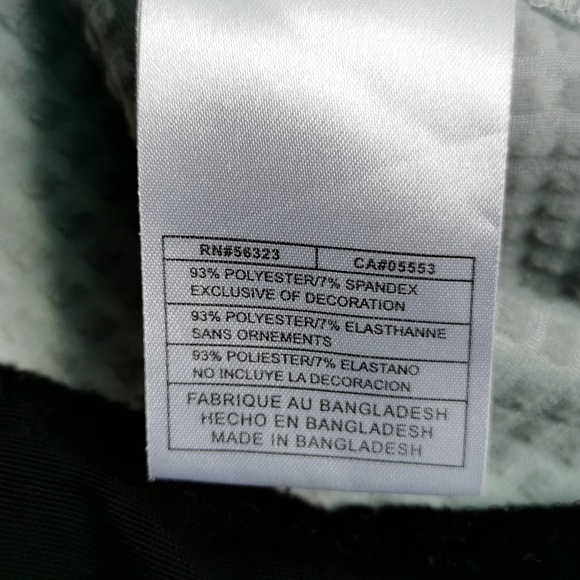 RN#56323 CA#05553
93% POLYESTER/7% SPANDEX
EXCLUSIVE OF DECORATION
93% POLYESTER/7% ELASTHANNE
SANS ORNEMENTS
93% POLIESTER/7% ELASTANO
NO INCLUYE LA DECORACION
FABRIQUE AU BANGLADESH
HECHO EN BANGLADESH
MADE IN BANGLADESH